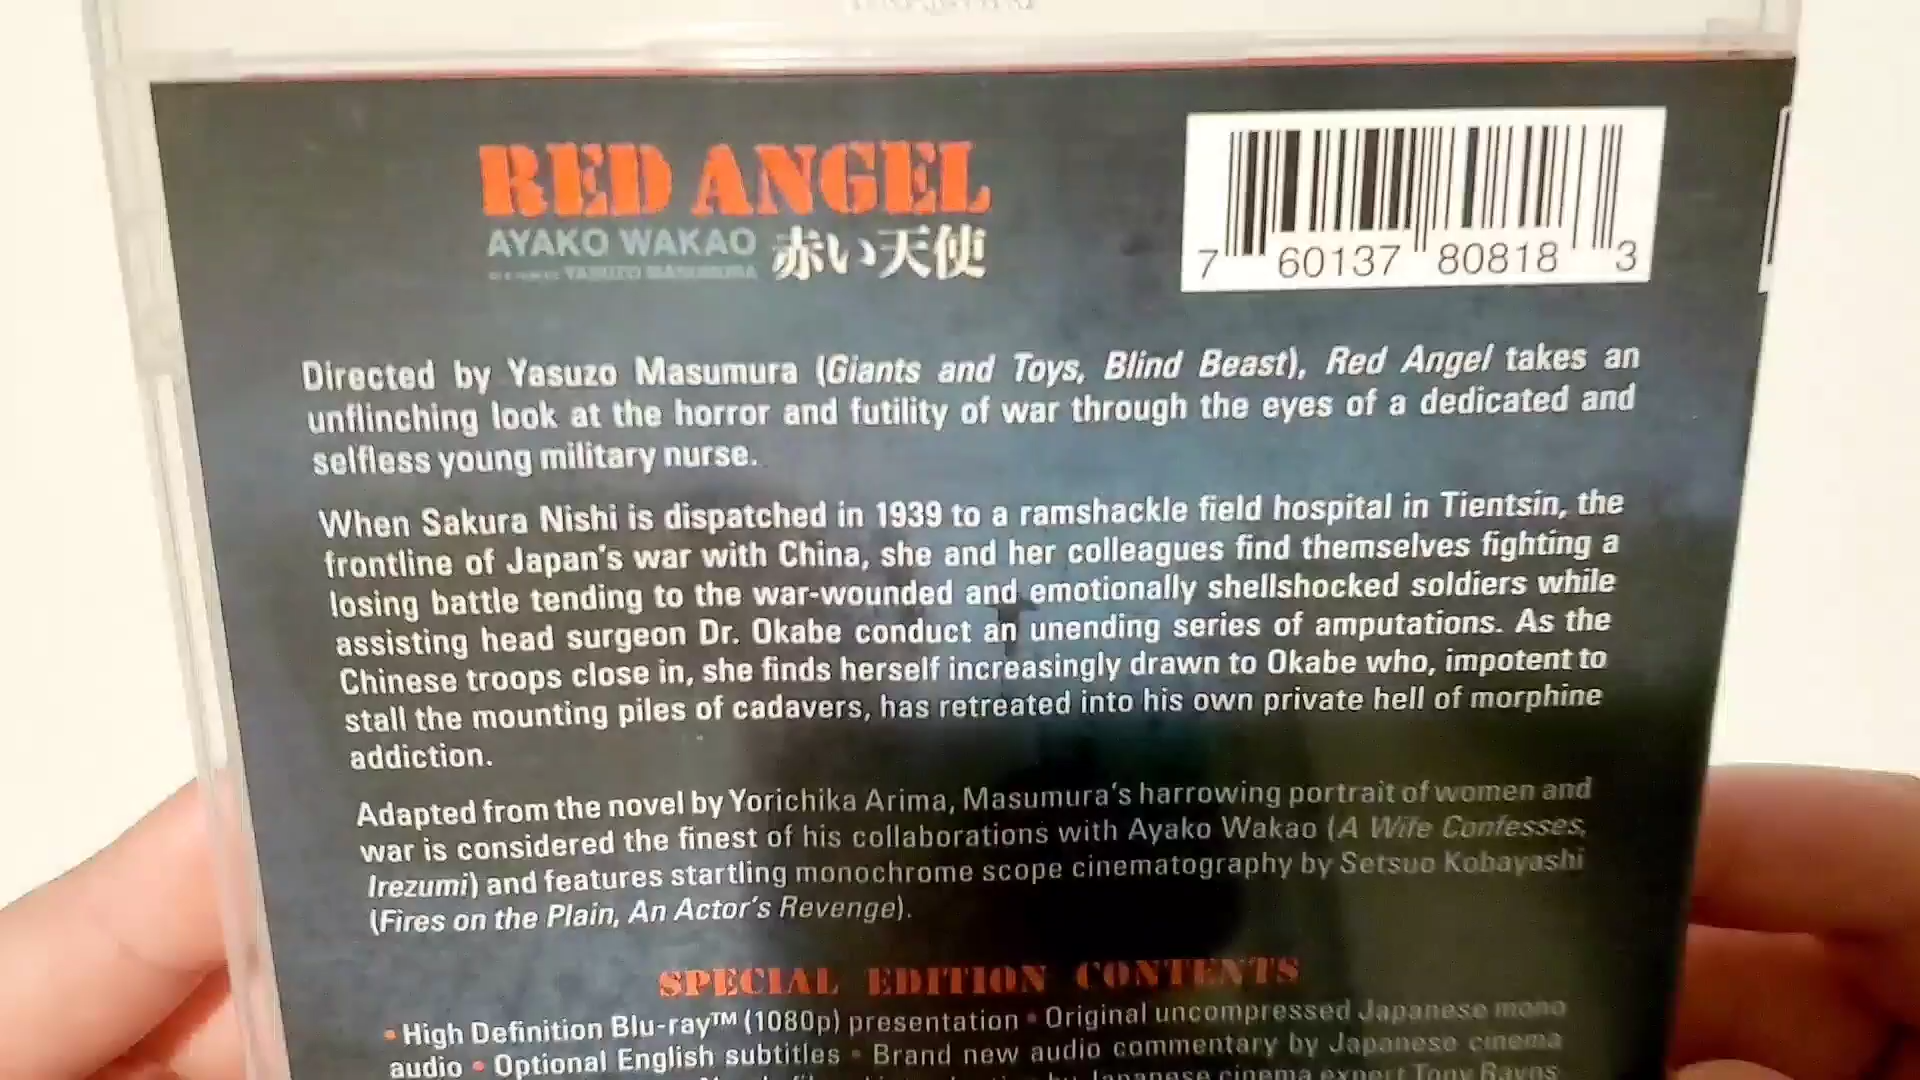 RED ANGEL
AYAKO WAKAO 赤い天使
YASUZO MASUMURA
7 60137 80818 3
Directed by Yasuzo Masumura (Giants and Toys, Blind Beast), Red Angel takes an
unflinching look at the horror and futility of war through the eyes of a dedicated and
selfless young military nurse.
When Sakura Nishi is dispatched in 1939 to a ramshackle field hospital in Tientsin, the
frontline of Japan's war with China, she and her colleagues find themselves fighting a
losing battle tending to the war-wounded and emotionally shellshocked soldiers while
assisting head surgeon Dr. Okabe conduct an unending series of amputations. As the
Chinese troops close in, she finds herself increasingly drawn to Okabe who, impotent to
stall the mounting piles of cadavers, has retreated into his own private hell of morphine
addiction.
Adapted from the novel by Yorichika Arima, Masumura's harrowing portrait of women and
war is considered the finest of his collaborations with Ayako Wakao (A Wife Confesses,
Irezumi) and features startling monochrome scope cinematography by Setsuo Kobayashi
(Fires on the Plain, An Actor's Revenge).
SPECIAL EDITION CONTENTS
• High Definition Blu-ray™ (1080p) presentation • Original uncompressed Japanese mono
audio • Optional English subtitles • Brand new audio commentary by Japanese cinema
by Japanese cinema expert Tony Rayns